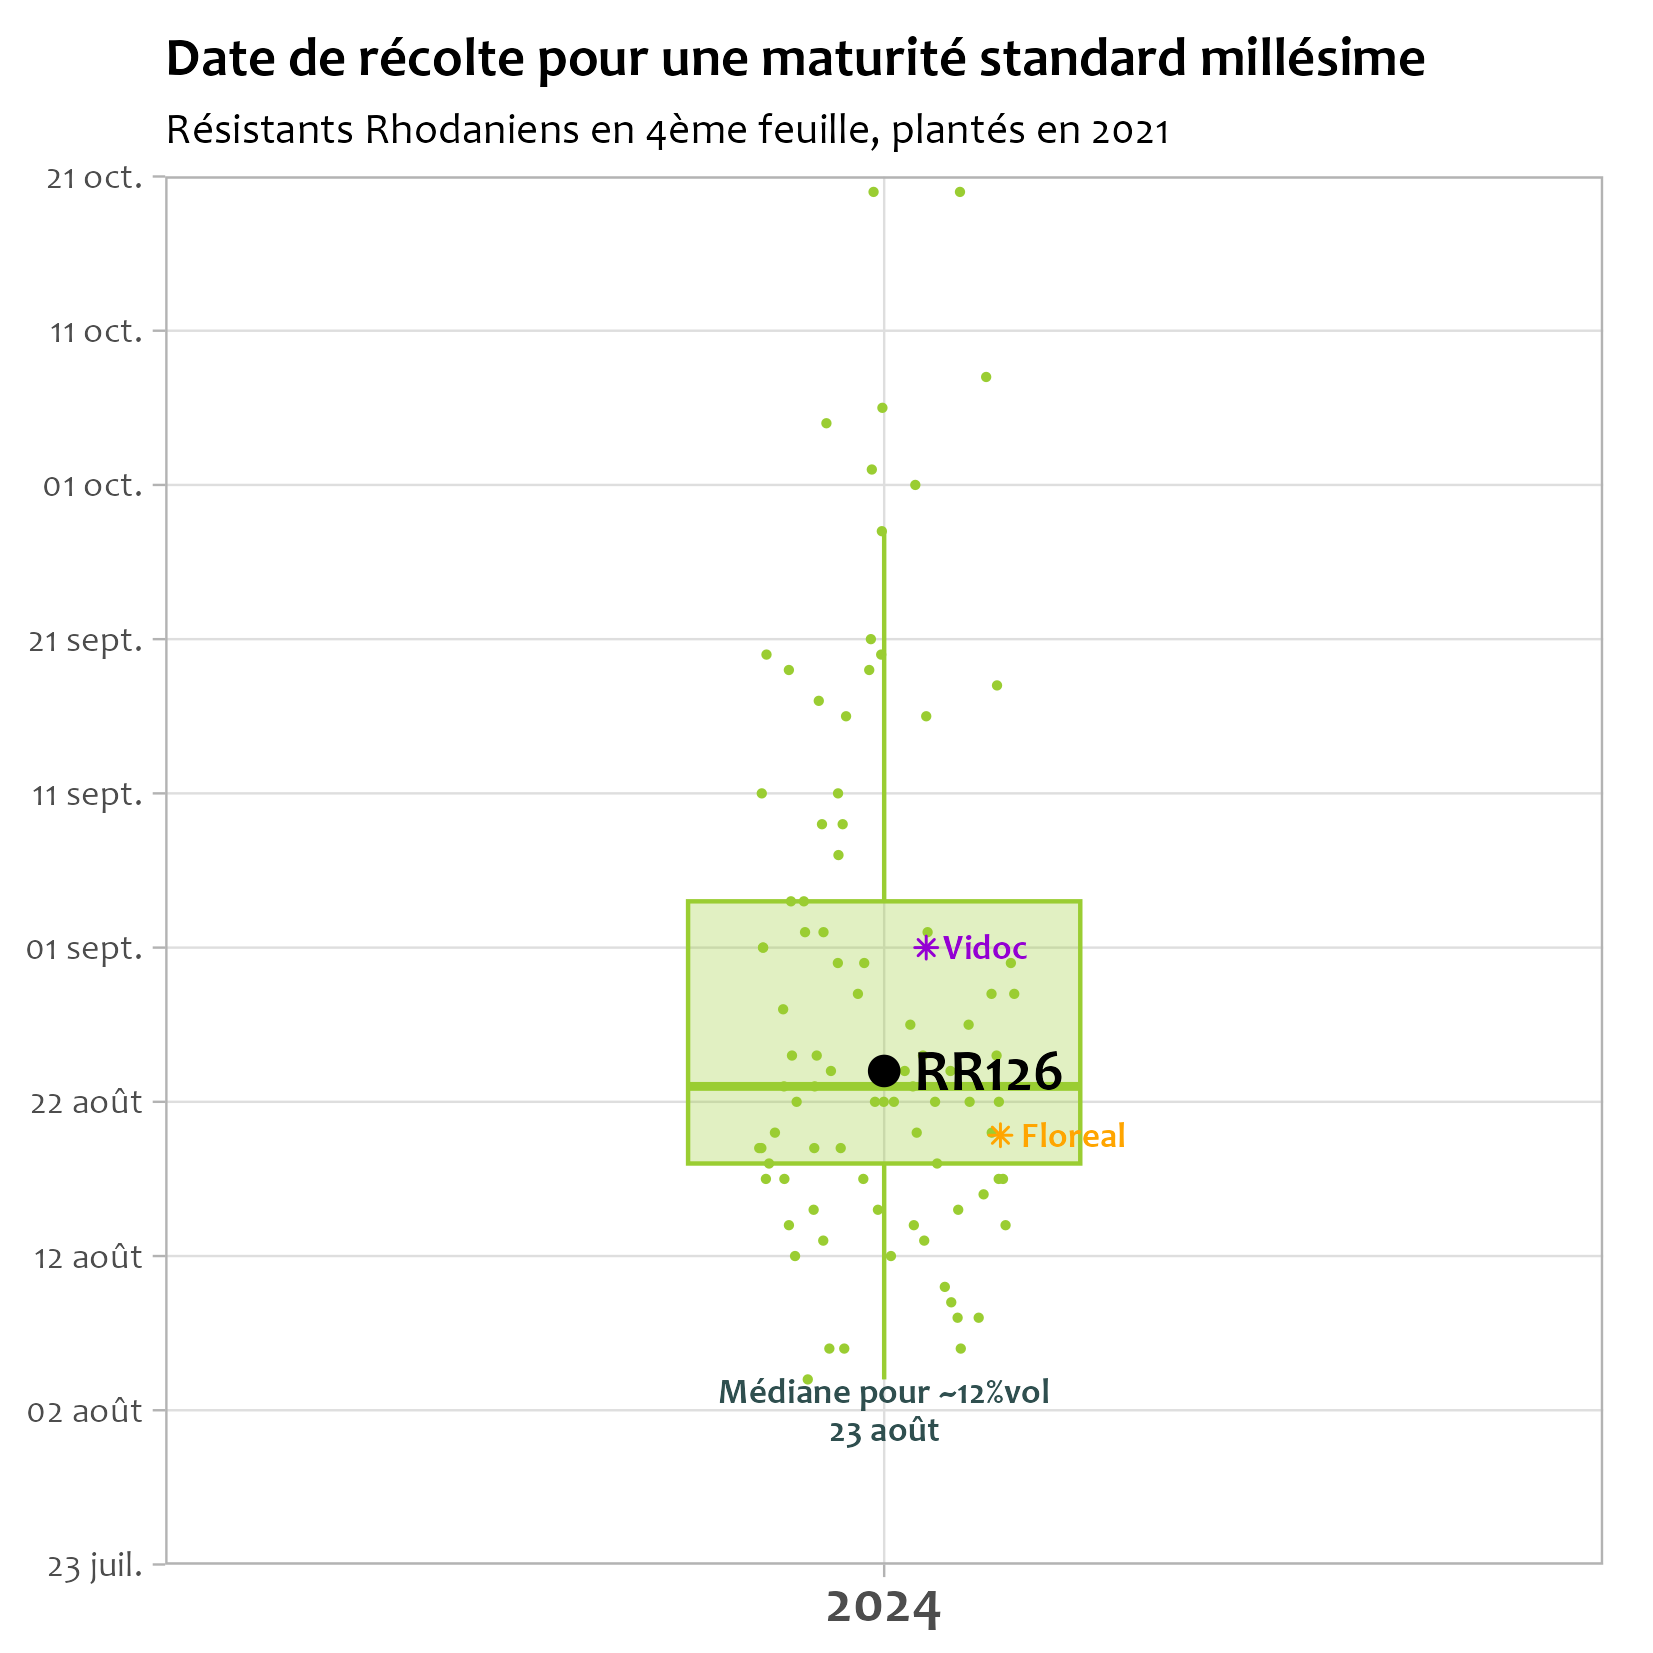 Date de récolte pour une maturité standard millésime
Résistants Rhodaniens en 4ème feuille, plantés en 2021
21 oct.
11 oct.
01 oct.
21 sept.
11 sept.
01 sept.
Vidoc
RR126
22 août
Floreal
12 août
Médiane pour ~12%vol
02 août
23 août
23 juil.
2024